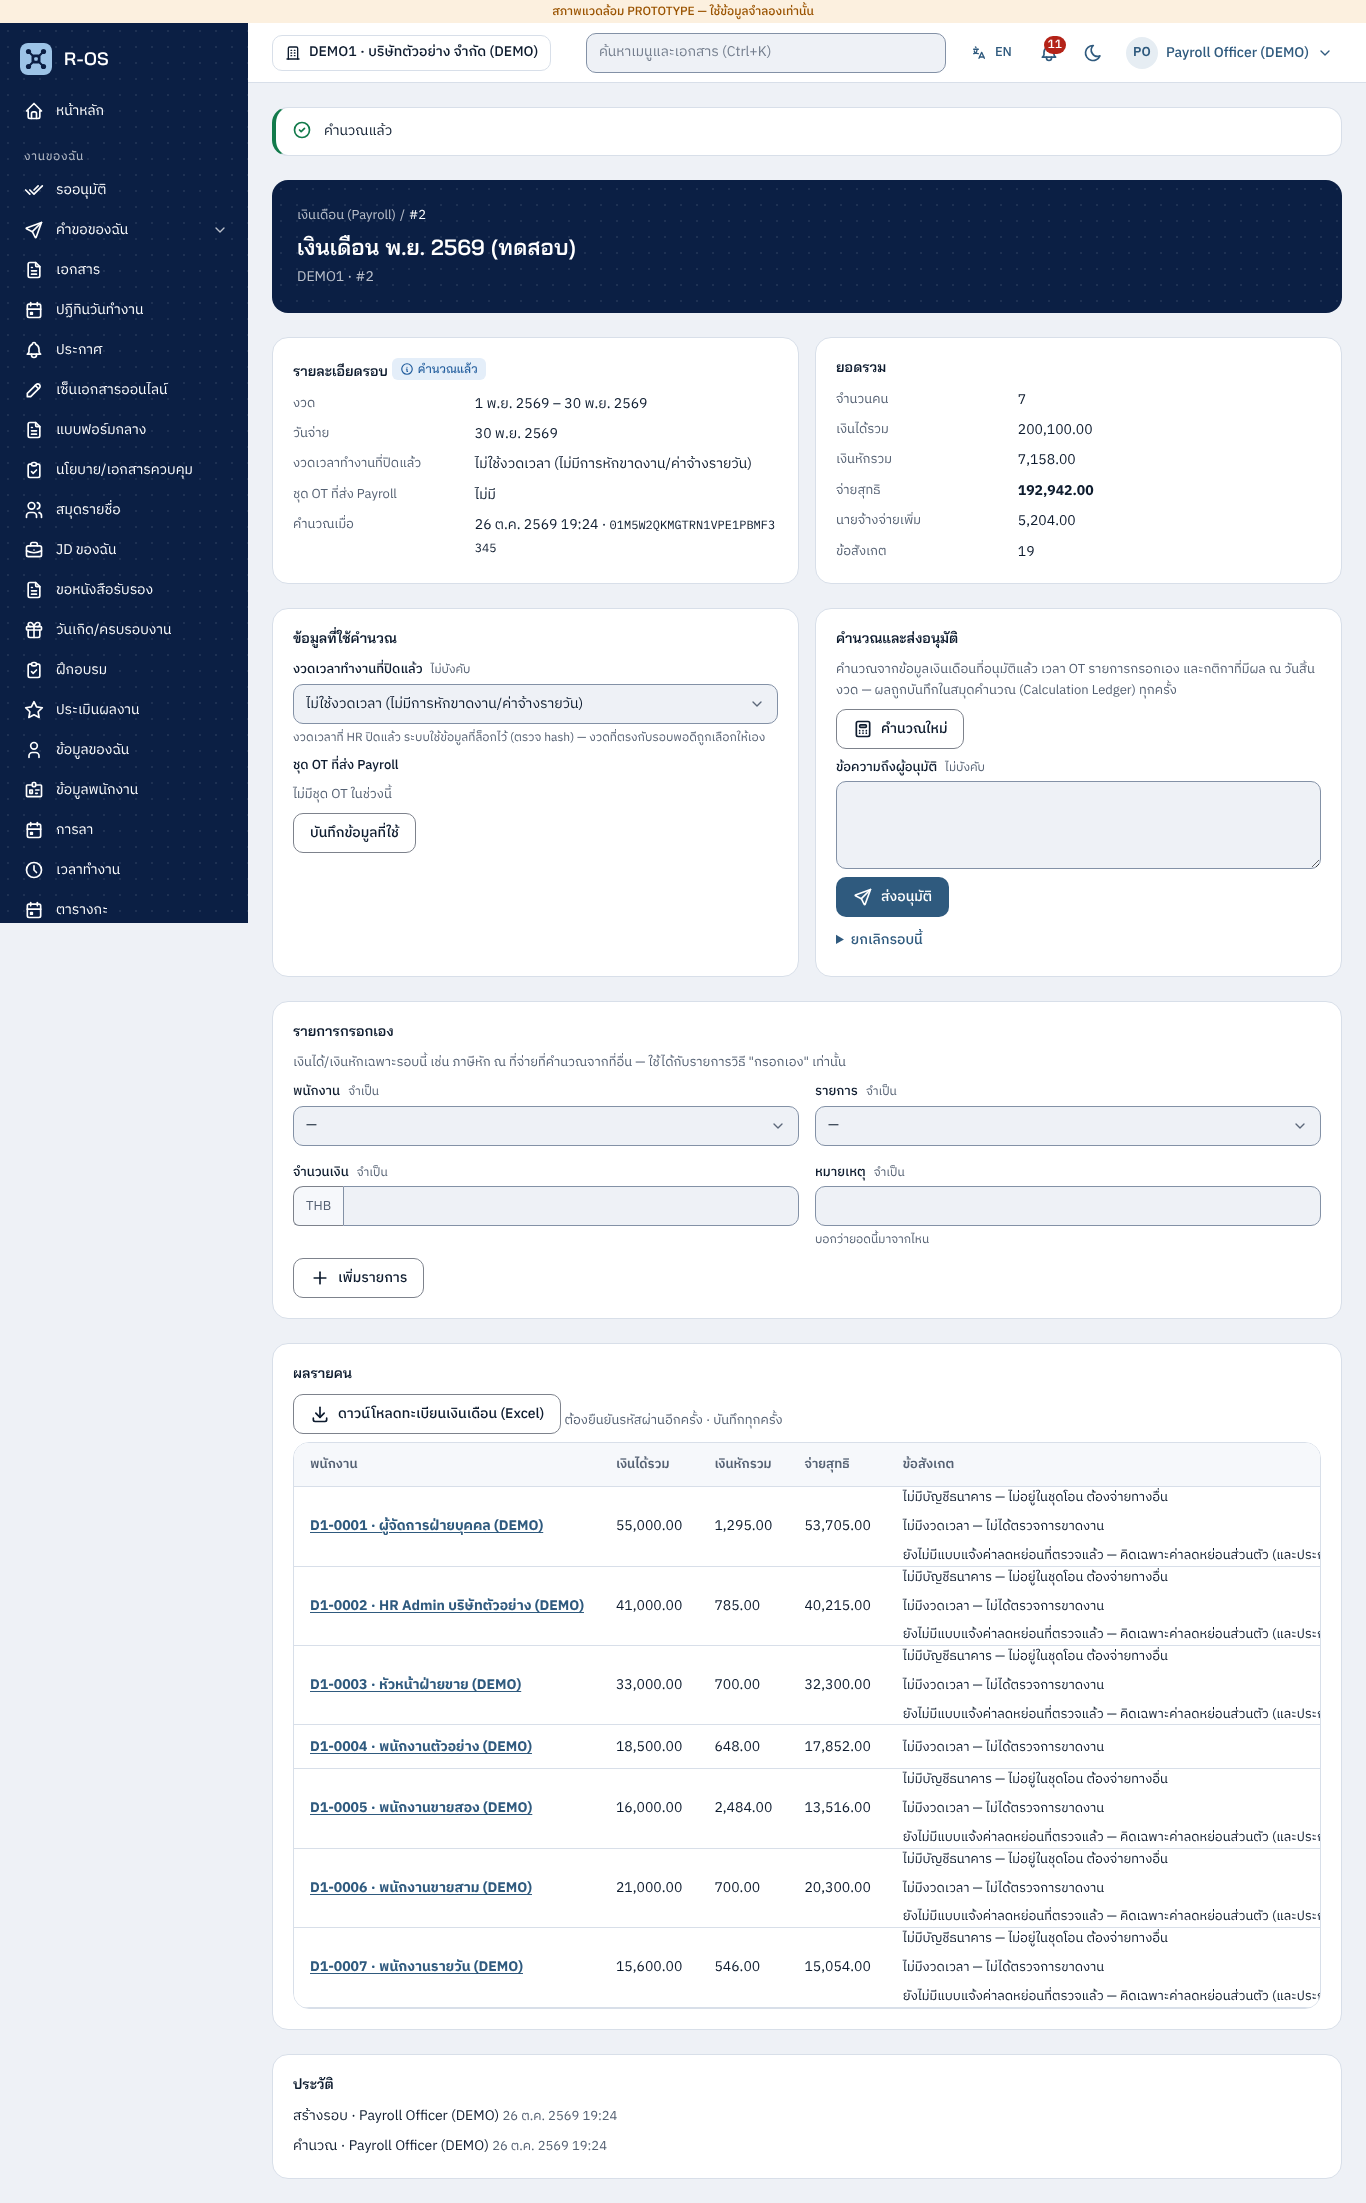 สภาพแวดล้อม PROTOTYPE — ใช้ข้อมูลจำลองเท่านั้น
R-OS
DEMO1 · บริษัทตัวอย่าง จำกัด (DEMO)
ค้นหาเมนูและเอกสาร (Ctrl+K)
EN
11
PO
Payroll Officer (DEMO)
หน้าหลัก
งานของฉัน
รออนุมัติ
คำขอของฉัน
เอกสาร
ปฏิทินวันทำงาน
ประกาศ
เซ็นเอกสารออนไลน์
แบบฟอร์มกลาง
นโยบาย/เอกสารควบคุม
สมุดรายชื่อ
JD ของฉัน
ขอหนังสือรับรอง
วันเกิด/ครบรอบงาน
ฝึกอบรม
ประเมินผลงาน
ข้อมูลของฉัน
ข้อมูลพนักงาน
การลา
เวลาทำงาน
ตารางกะ
คำนวณแล้ว
เงินเดือน (Payroll) / #2
เงินเดือน พ.ย. 2569 (ทดสอบ)
DEMO1 · #2
รายละเอียดรอบ คำนวณแล้ว
งวด 1 พ.ย. 2569 – 30 พ.ย. 2569
วันจ่าย 30 พ.ย. 2569
งวดเวลาทำงานที่ปิดแล้ว ไม่ใช้งวดเวลา (ไม่มีการหักขาดงาน/ค่าจ้างรายวัน)
ชุด OT ที่ส่ง Payroll ไม่มี
คำนวณเมื่อ 26 ต.ค. 2569 19:24 · 01M5W2QKMGTRN1VPE1PBMF3
345
ยอดรวม
จำนวนคน 7
เงินได้รวม 200,100.00
เงินหักรวม 7,158.00
จ่ายสุทธิ 192,942.00
นายจ้างจ่ายเพิ่ม 5,204.00
ข้อสังเกต 19
ข้อมูลที่ใช้คำนวณ
งวดเวลาทำงานที่ปิดแล้ว ไม่บังคับ
ไม่ใช้งวดเวลา (ไม่มีการหักขาดงาน/ค่าจ้างรายวัน)
งวดเวลาที่ HR ปิดแล้ว ระบบใช้ข้อมูลที่ล็อกไว้ (ตรวจ hash) — งวดที่ตรงกับรอบพอดีถูกเลือกให้เอง
ชุด OT ที่ส่ง Payroll
ไม่มีชุด OT ในช่วงนี้
บันทึกข้อมูลที่ใช้
คำนวณและส่งอนุมัติ
คำนวณจากข้อมูลเงินเดือนที่อนุมัติแล้ว เวลา OT รายการกรอกเอง และกติกาที่มีผล ณ วันสิ้น
งวด — ผลถูกบันทึกในสมุดคำนวณ (Calculation Ledger) ทุกครั้ง
คำนวณใหม่
ข้อความถึงผู้อนุมัติ ไม่บังคับ
ส่งอนุมัติ
ยกเลิกรอบนี้
รายการกรอกเอง
เงินได้/เงินหักเฉพาะรอบนี้ เช่น ภาษีหัก ณ ที่จ่ายที่คำนวณจากที่อื่น — ใช้ได้กับรายการวิธี "กรอกเอง" เท่านั้น
พนักงาน จำเป็น
—
รายการ จำเป็น
—
จำนวนเงิน จำเป็น
THB
หมายเหตุ จำเป็น
บอกว่ายอดนี้มาจากไหน
เพิ่มรายการ
ผลรายคน
ดาวน์โหลดทะเบียนเงินเดือน (Excel) ต้องยืนยันรหัสผ่านอีกครั้ง · บันทึกทุกครั้ง
พนักงาน เงินได้รวม เงินหักรวม จ่ายสุทธิ ข้อสังเกต
ไม่มีบัญชีธนาคาร — ไม่อยู่ในชุดโอน ต้องจ่ายทางอื่น
D1-0001 · ผู้จัดการฝ่ายบุคคล (DEMO) 55,000.00 1,295.00 53,705.00 ไม่มีงวดเวลา — ไม่ได้ตรวจการขาดงาน
ยังไม่มีแบบแจ้งค่าลดหย่อนที่ตรวจแล้ว — คิดเฉพาะค่าลดหย่อนส่วนตัว (และประก
ไม่มีบัญชีธนาคาร — ไม่อยู่ในชุดโอน ต้องจ่ายทางอื่น
D1-0002 · HR Admin บริษัทตัวอย่าง (DEMO) 41,000.00 785.00 40,215.00 ไม่มีงวดเวลา — ไม่ได้ตรวจการขาดงาน
ยังไม่มีแบบแจ้งค่าลดหย่อนที่ตรวจแล้ว — คิดเฉพาะค่าลดหย่อนส่วนตัว (และประก
ไม่มีบัญชีธนาคาร — ไม่อยู่ในชุดโอน ต้องจ่ายทางอื่น
D1-0003 · หัวหน้าฝ่ายขาย (DEMO) 33,000.00 700.00 32,300.00 ไม่มีงวดเวลา — ไม่ได้ตรวจการขาดงาน
ยังไม่มีแบบแจ้งค่าลดหย่อนที่ตรวจแล้ว — คิดเฉพาะค่าลดหย่อนส่วนตัว (และประก
D1-0004 · พนักงานตัวอย่าง (DEMO) 18,500.00 648.00 17,852.00 ไม่มีงวดเวลา — ไม่ได้ตรวจการขาดงาน
ไม่มีบัญชีธนาคาร — ไม่อยู่ในชุดโอน ต้องจ่ายทางอื่น
D1-0005 · พนักงานขายสอง (DEMO) 16,000.00 2,484.00 13,516.00 ไม่มีงวดเวลา — ไม่ได้ตรวจการขาดงาน
ยังไม่มีแบบแจ้งค่าลดหย่อนที่ตรวจแล้ว — คิดเฉพาะค่าลดหย่อนส่วนตัว (และประก
ไม่มีบัญชีธนาคาร — ไม่อยู่ในชุดโอน ต้องจ่ายทางอื่น
D1-0006 · พนักงานขายสาม (DEMO) 21,000.00 700.00 20,300.00 ไม่มีงวดเวลา — ไม่ได้ตรวจการขาดงาน
ยังไม่มีแบบแจ้งค่าลดหย่อนที่ตรวจแล้ว — คิดเฉพาะค่าลดหย่อนส่วนตัว (และประก
ไม่มีบัญชีธนาคาร — ไม่อยู่ในชุดโอน ต้องจ่ายทางอื่น
D1-0007 · พนักงานรายวัน (DEMO) 15,600.00 546.00 15,054.00 ไม่มีงวดเวลา — ไม่ได้ตรวจการขาดงาน
ยังไม่มีแบบแจ้งค่าลดหย่อนที่ตรวจแล้ว — คิดเฉพาะค่าลดหย่อนส่วนตัว (และประก
ประวัติ
สร้างรอบ · Payroll Officer (DEMO) 26 ต.ค. 2569 19:24
คำนวณ · Payroll Officer (DEMO) 26 ต.ค. 2569 19:24